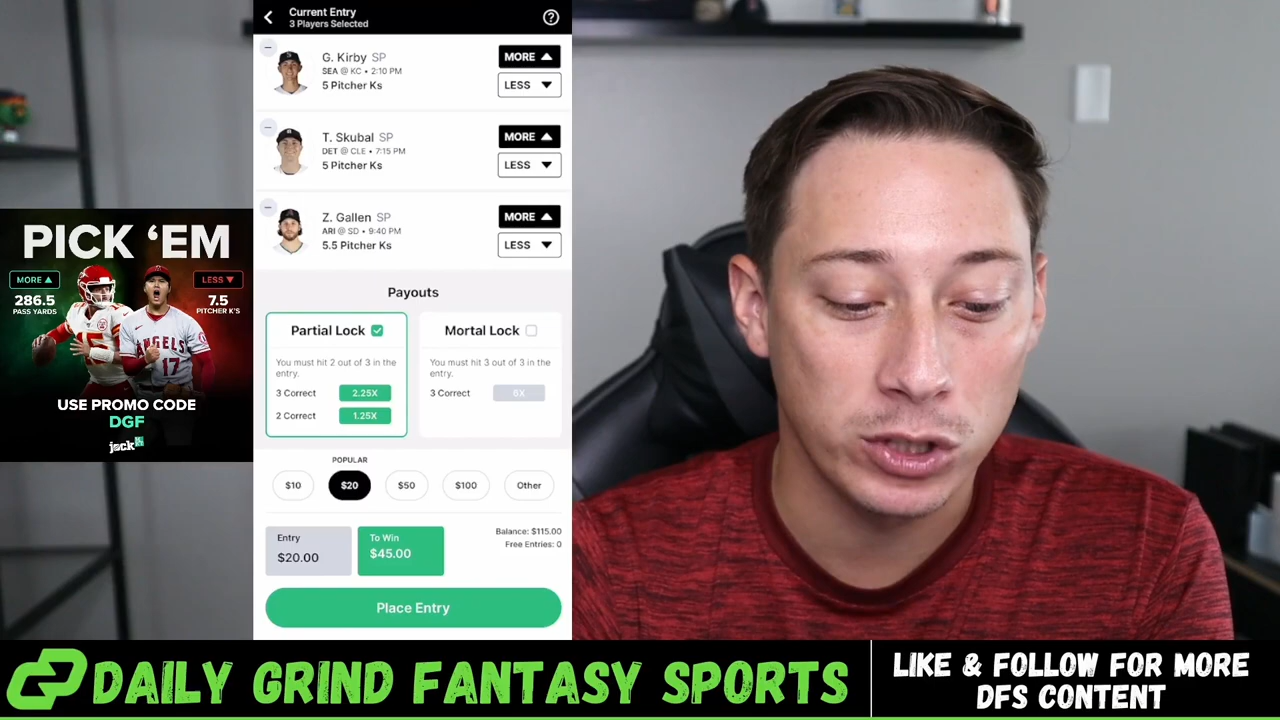 Current Entry
3 Players Selected
?
G. Kirby SP
SEA @ KC • 2:10 PM
5 Pitcher Ks
MORE
LESS
T. Skubal SP
DET @ CLE • 7:15 PM
5 Pitcher Ks
MORE
LESS
Z. Gallen SP
ARI @ SD • 9:40 PM
5.5 Pitcher Ks
MORE
LESS
Payouts
Partial Lock
You must hit 2 out of 3 in the
entry.
3 Correct 2.25X
2 Correct 1.25X
Mortal Lock
You must hit 3 out of 3 in the
entry.
3 Correct 6X
POPULAR
$10 $20 $50 $100 Other
Entry
$20.00
To Win
$45.00
Balance: $115.00
Free Entries: 0
Place Entry
PICK ‘EM
MORE
286.5
PASS YARDS
LESS
7.5
PITCHER K'S
ANGELS
17
15
USE PROMO CODE
DGF
jock
DAILY GRIND FANTASY SPORTS
LIKE & FOLLOW FOR MORE
DFS CONTENT